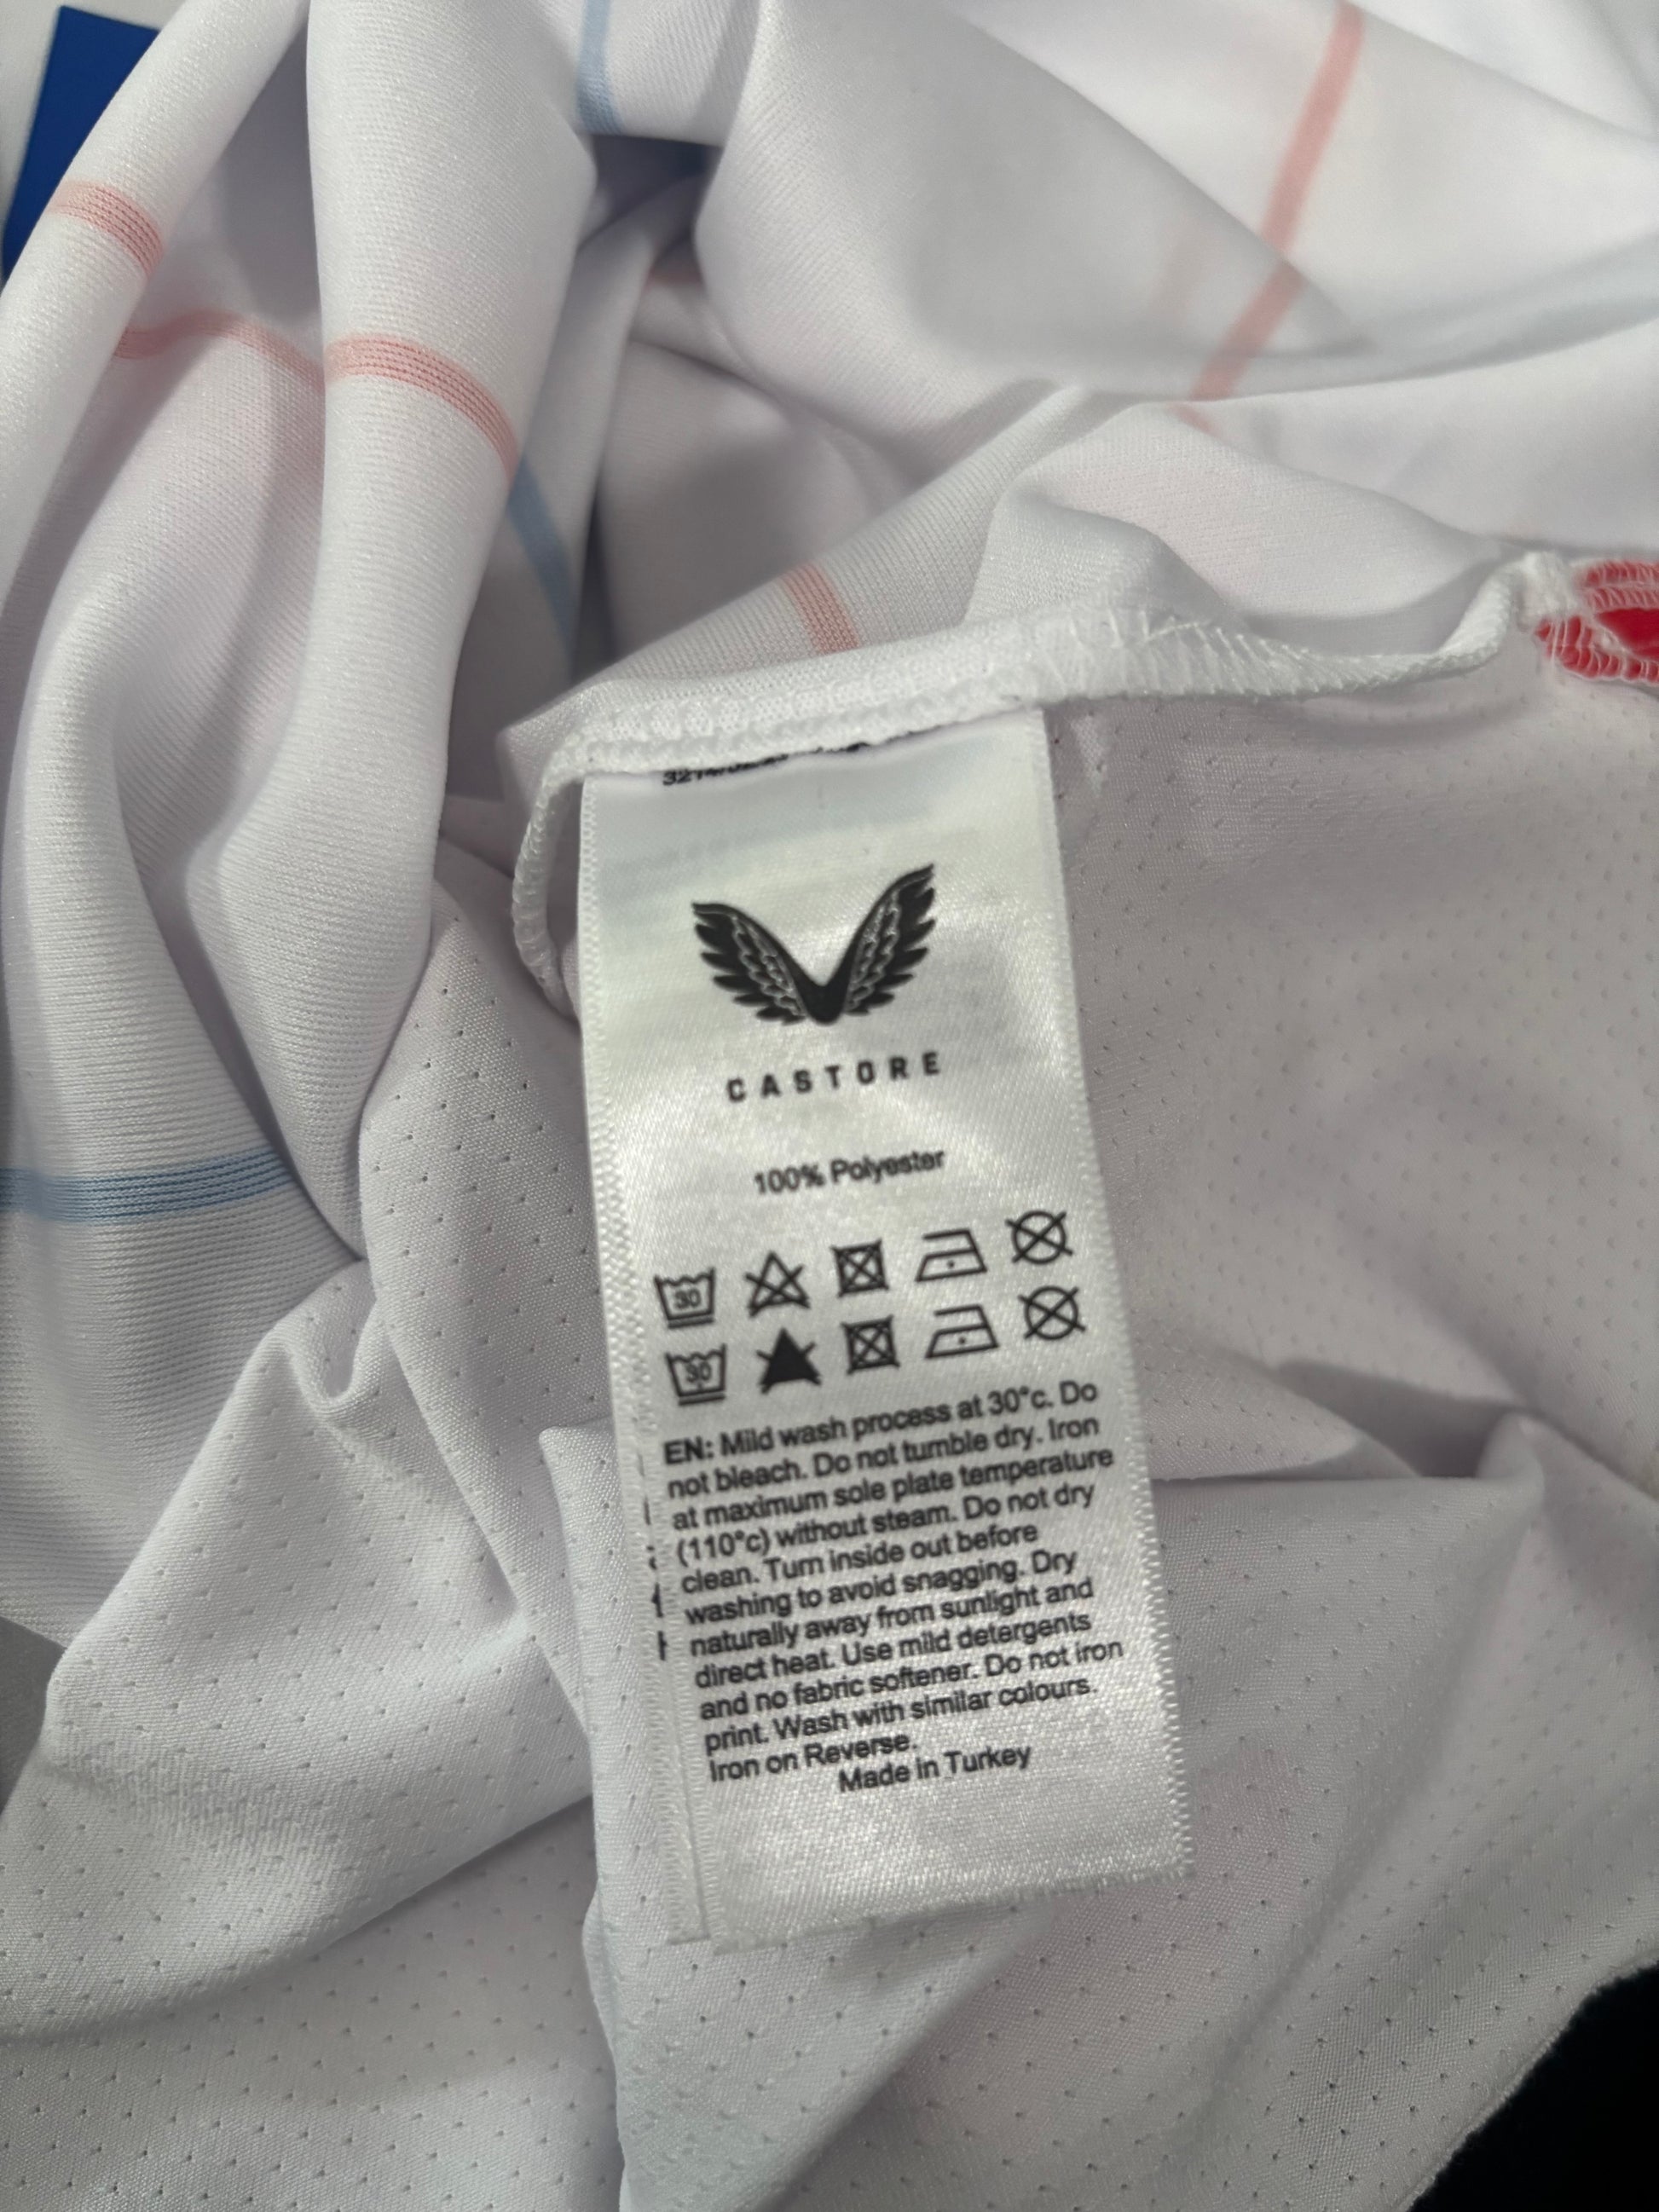 CASTORE
100% Polyester
30
30
EN: Mild wash process at 30°c. Do
not bleach. Do not tumble dry. Iron
at maximum sole plate temperature
(110°c) without steam. Do not dry
clean. Turn inside out before
washing to avoid snagging. Dry
naturally away from sunlight and
direct heat. Use mild detergents
and no fabric softener. Do not iron
print. Wash with similar colours.
Iron on Reverse.
Made in Turkey